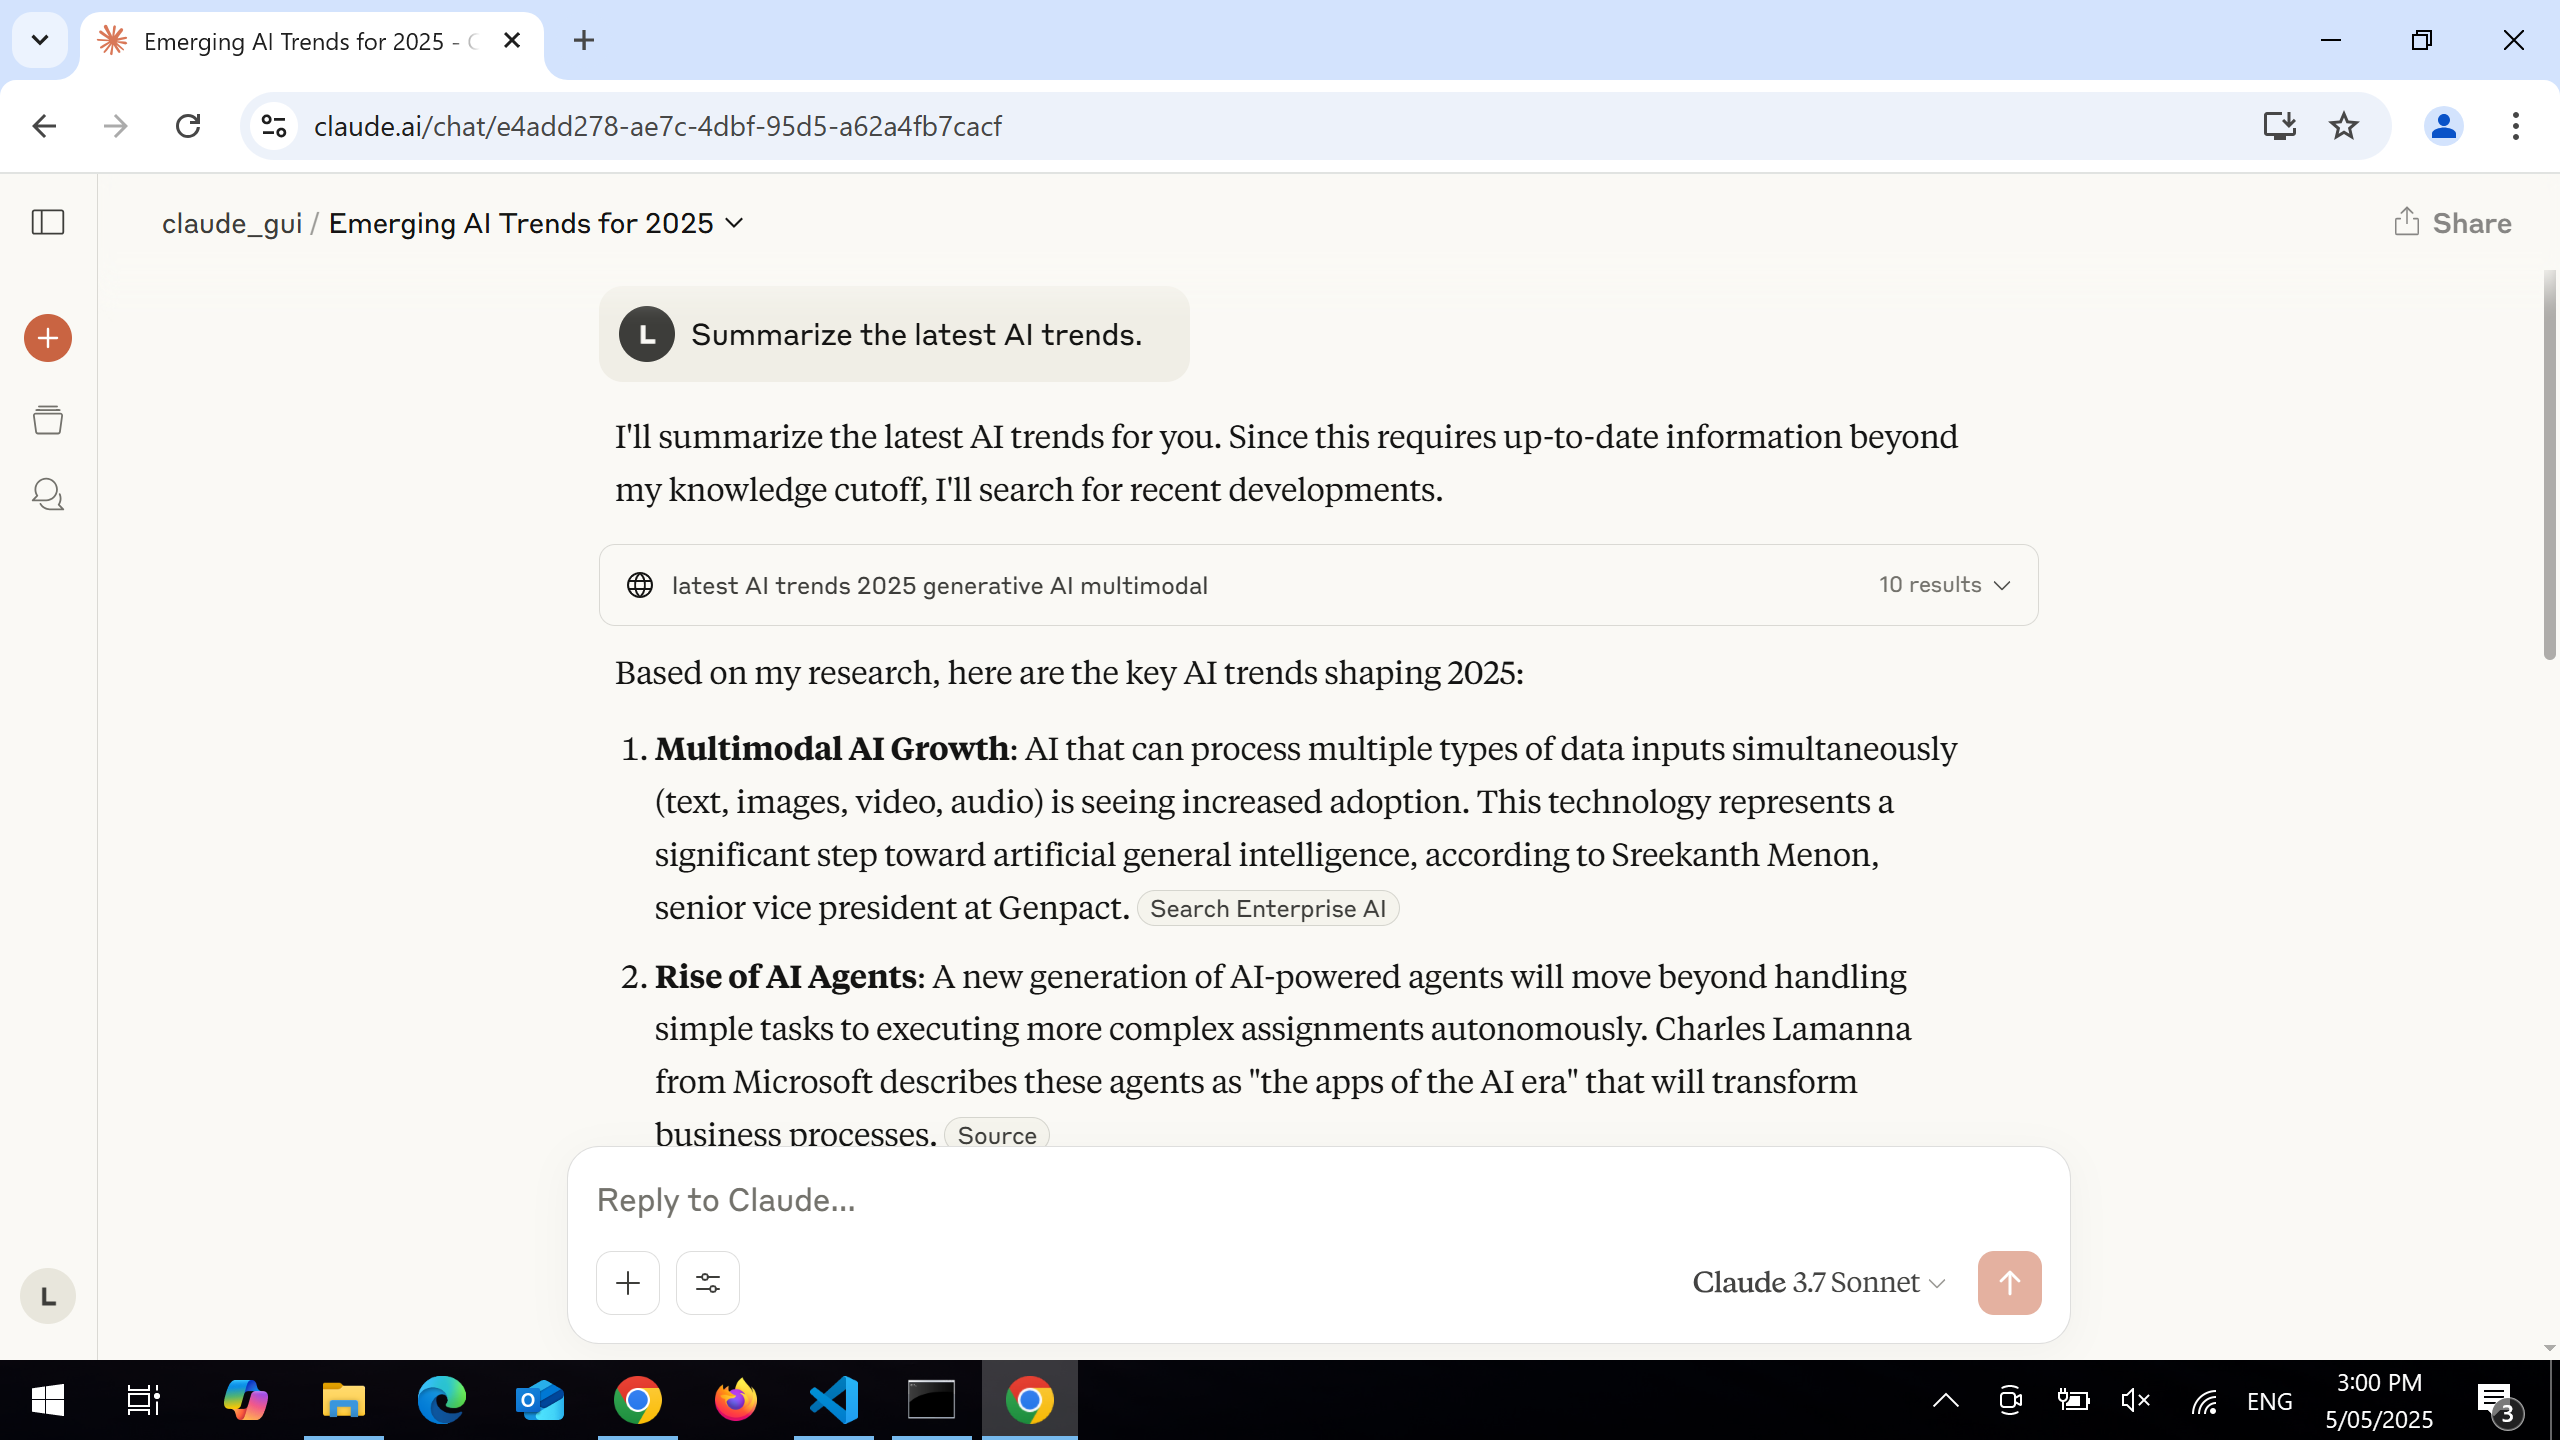 Emerging AI Trends for 2025 -
claude.ai/chat/e4add278-ae7c-4dbf-95d5-a62a4fb7cacf
claude_gui / Emerging AI Trends for 2025
Share
L Summarize the latest AI trends.
I'll summarize the latest AI trends for you. Since this requires up-to-date information beyond
my knowledge cutoff, I'll search for recent developments.
latest AI trends 2025 generative AI multimodal 10 results
Based on my research, here are the key AI trends shaping 2025:
1. Multimodal AI Growth: AI that can process multiple types of data inputs simultaneously
(text, images, video, audio) is seeing increased adoption. This technology represents a
significant step toward artificial general intelligence, according to Sreekanth Menon,
senior vice president at Genpact. Search Enterprise AI
2. Rise of AI Agents: A new generation of AI-powered agents will move beyond handling
simple tasks to executing more complex assignments autonomously. Charles Lamanna
from Microsoft describes these agents as "the apps of the AI era" that will transform
business processes. Source
Reply to Claude...
Claude 3.7 Sonnet
L
ENG
3:00 PM
5/05/2025
3